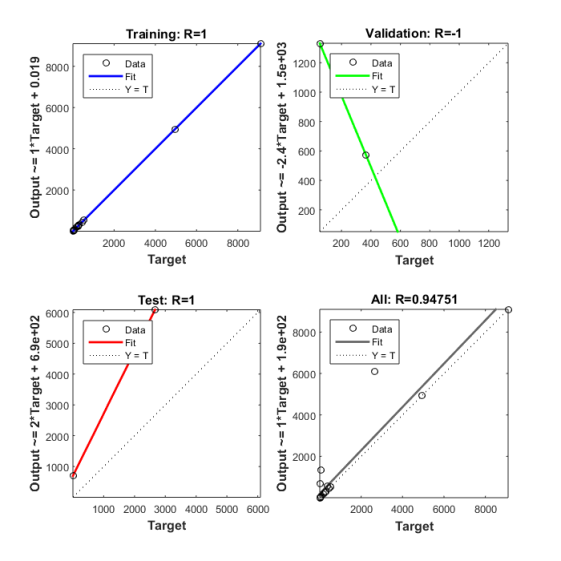 Training: R=1
Output ~= 1*Target + 0.019
Data
Fit
Y = T
8000
6000
4000
2000
2000 4000 6000 8000
Target
Validation: R=-1
Output ~= -2.4*Target + 1.5e+03
Data
Fit
Y = T
1200
1000
800
600
400
200
200 400 600 800 1000 1200
Target
Test: R=1
Output ~= 2*Target + 6.9e+02
Data
Fit
Y = T
6000
5000
4000
3000
2000
1000
1000 2000 3000 4000 5000 6000
Target
All: R=0.94751
Output ~= 1*Target + 1.9e+02
Data
Fit
Y = T
8000
6000
4000
2000
2000 4000 6000 8000
Target